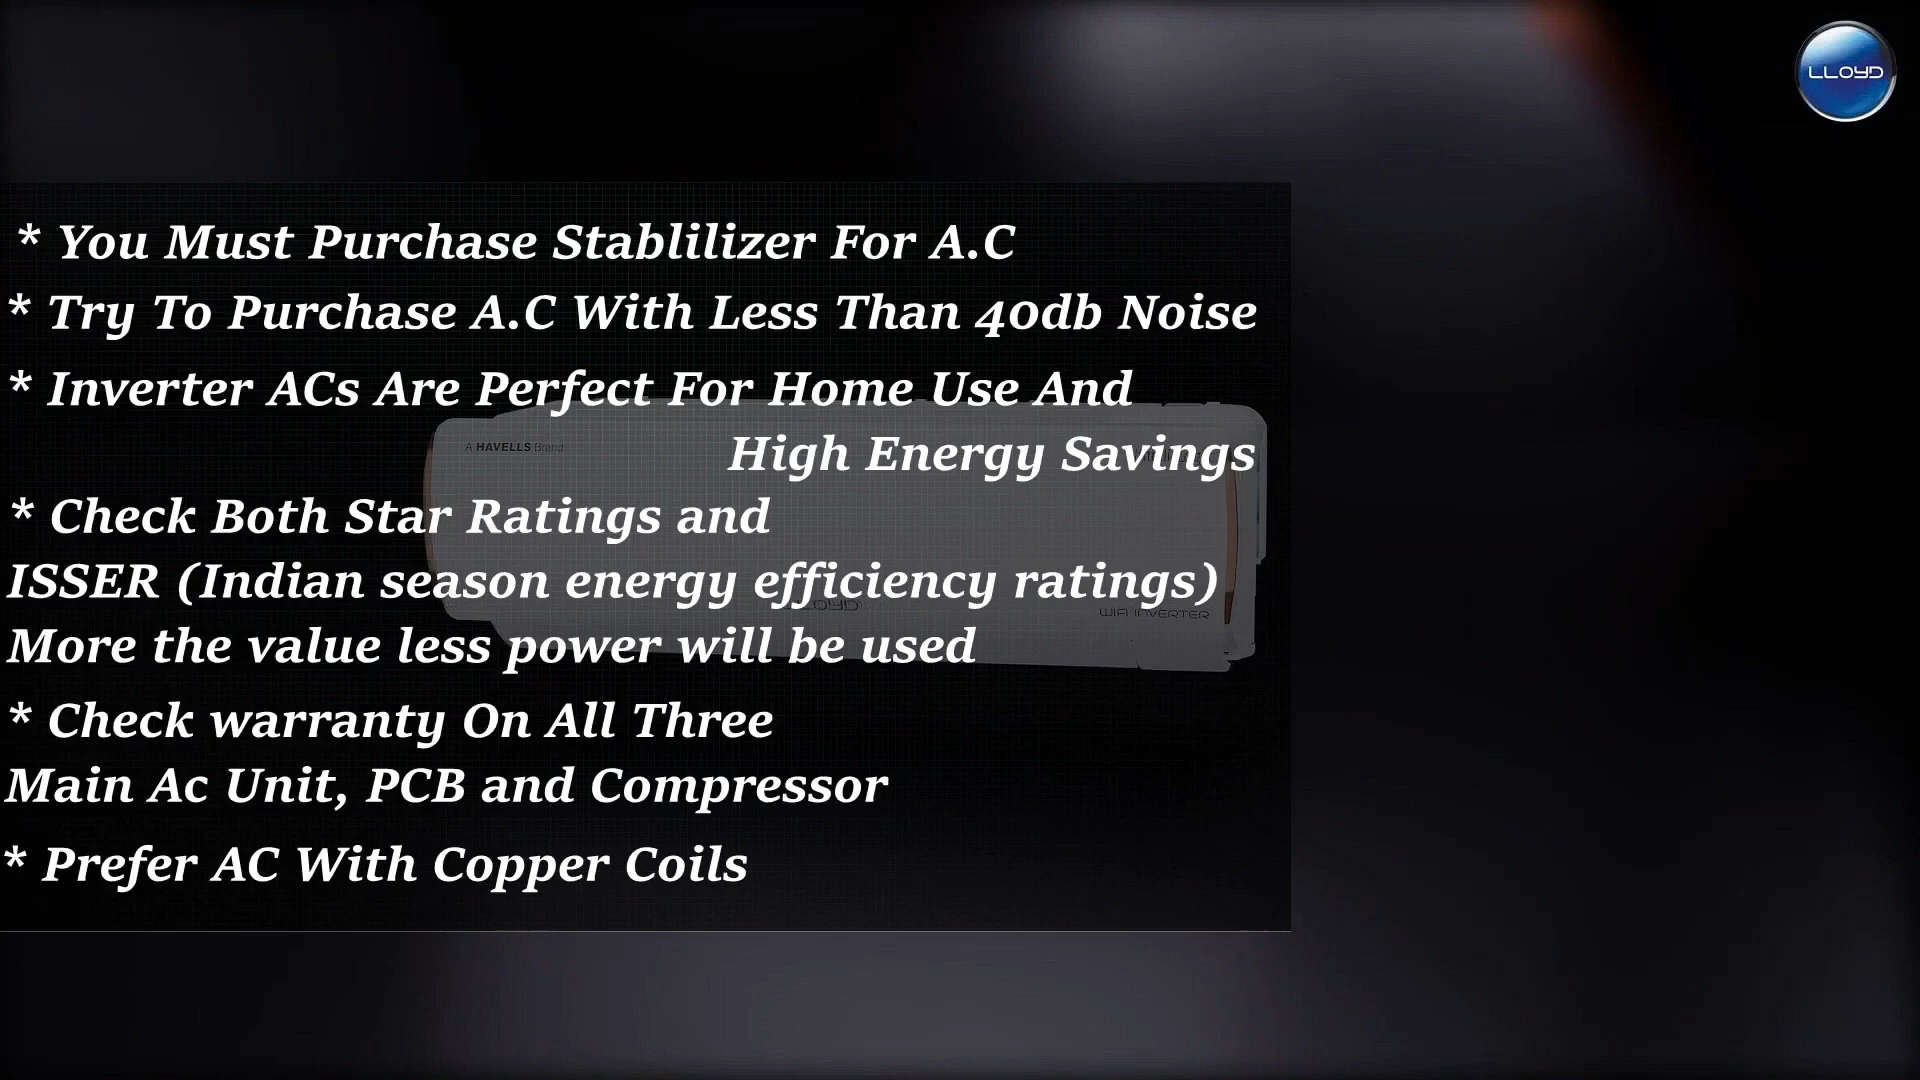 LLOYD
* You Must Purchase Stablilizer For A.C
* Try To Purchase A.C With Less Than 40db Noise
* Inverter ACs Are Perfect For Home Use And
A HAVELLS Brand
High Energy Savings
* Check Both Star Ratings and
ISSER (Indian season energy efficiency ratings)
LLOYD
WIFI INVERTER
More the value less power will be used
* Check warranty On All Three
Main Ac Unit, PCB and Compressor
* Prefer AC With Copper Coils